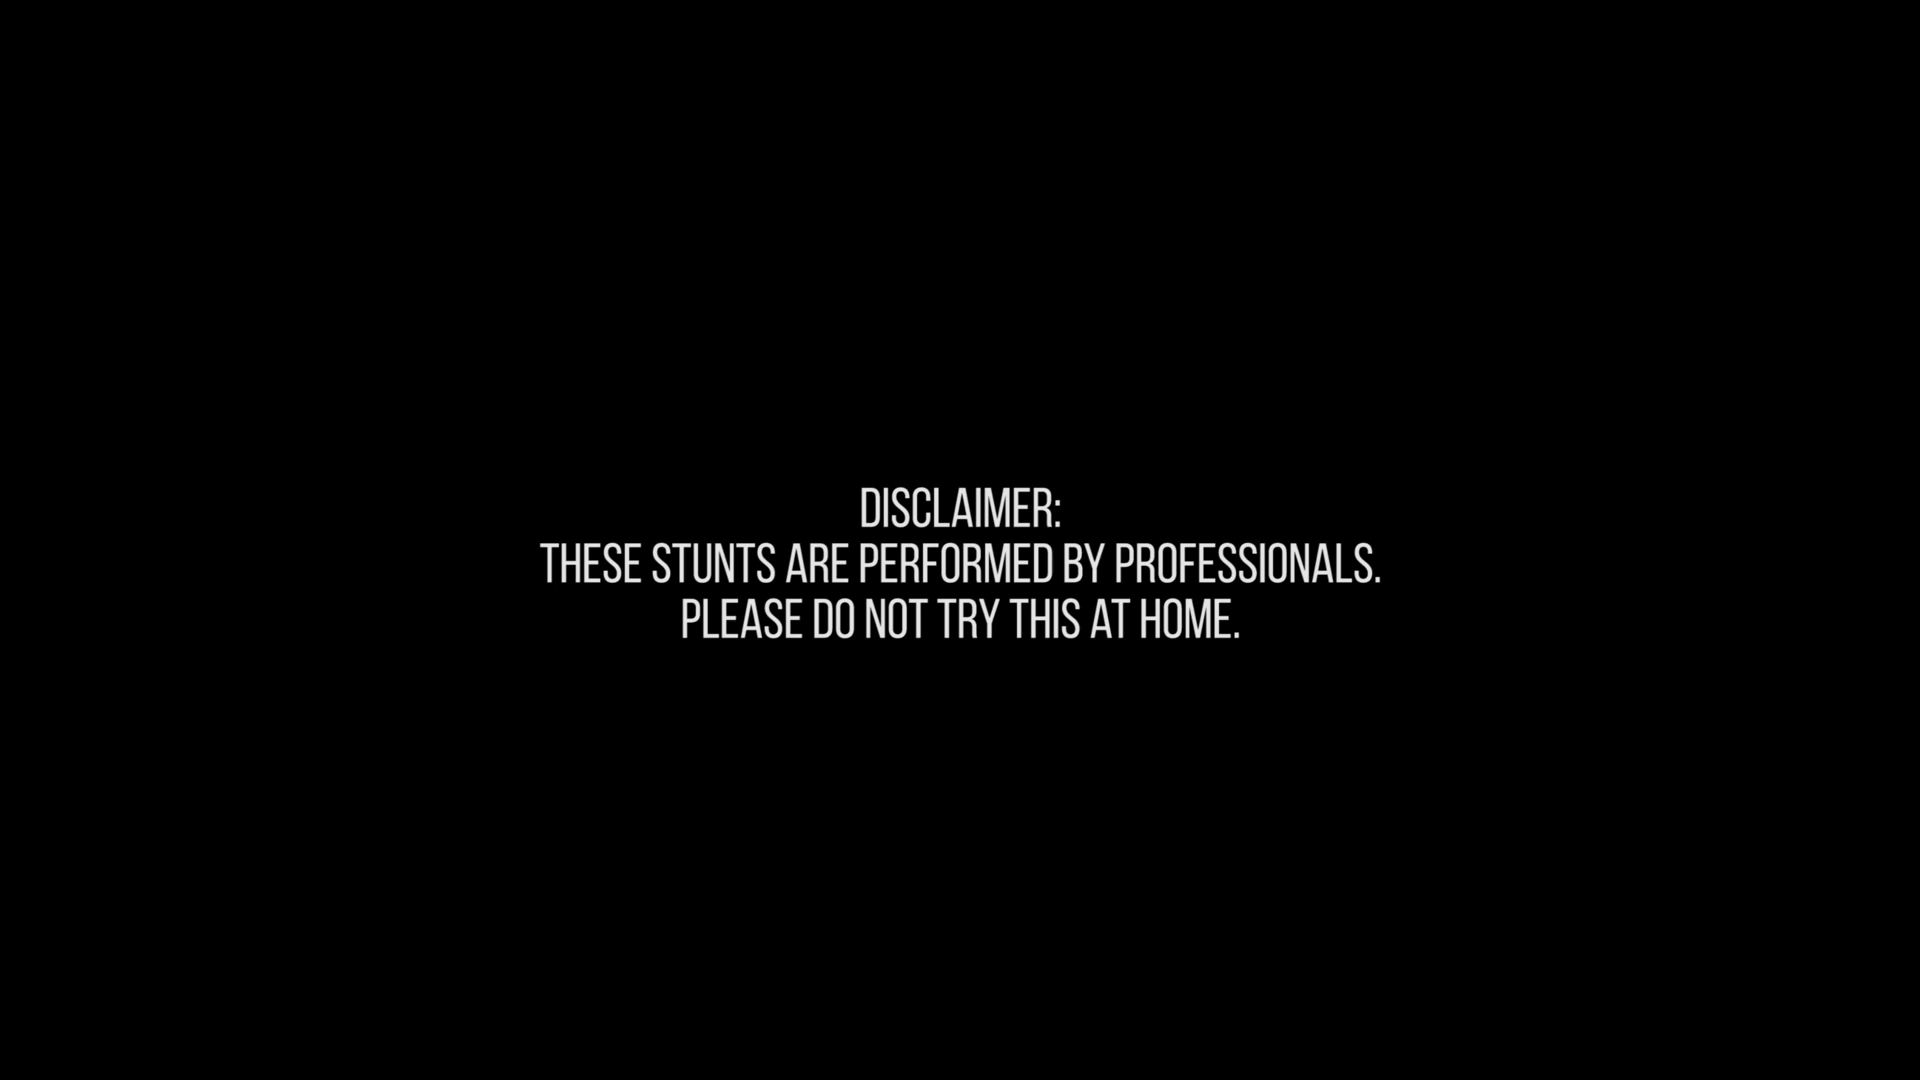 DISCLAIMER:
THESE STUNTS ARE PERFORMED BY PROFESSIONALS.
PLEASE DO NOT TRY THIS AT HOME.